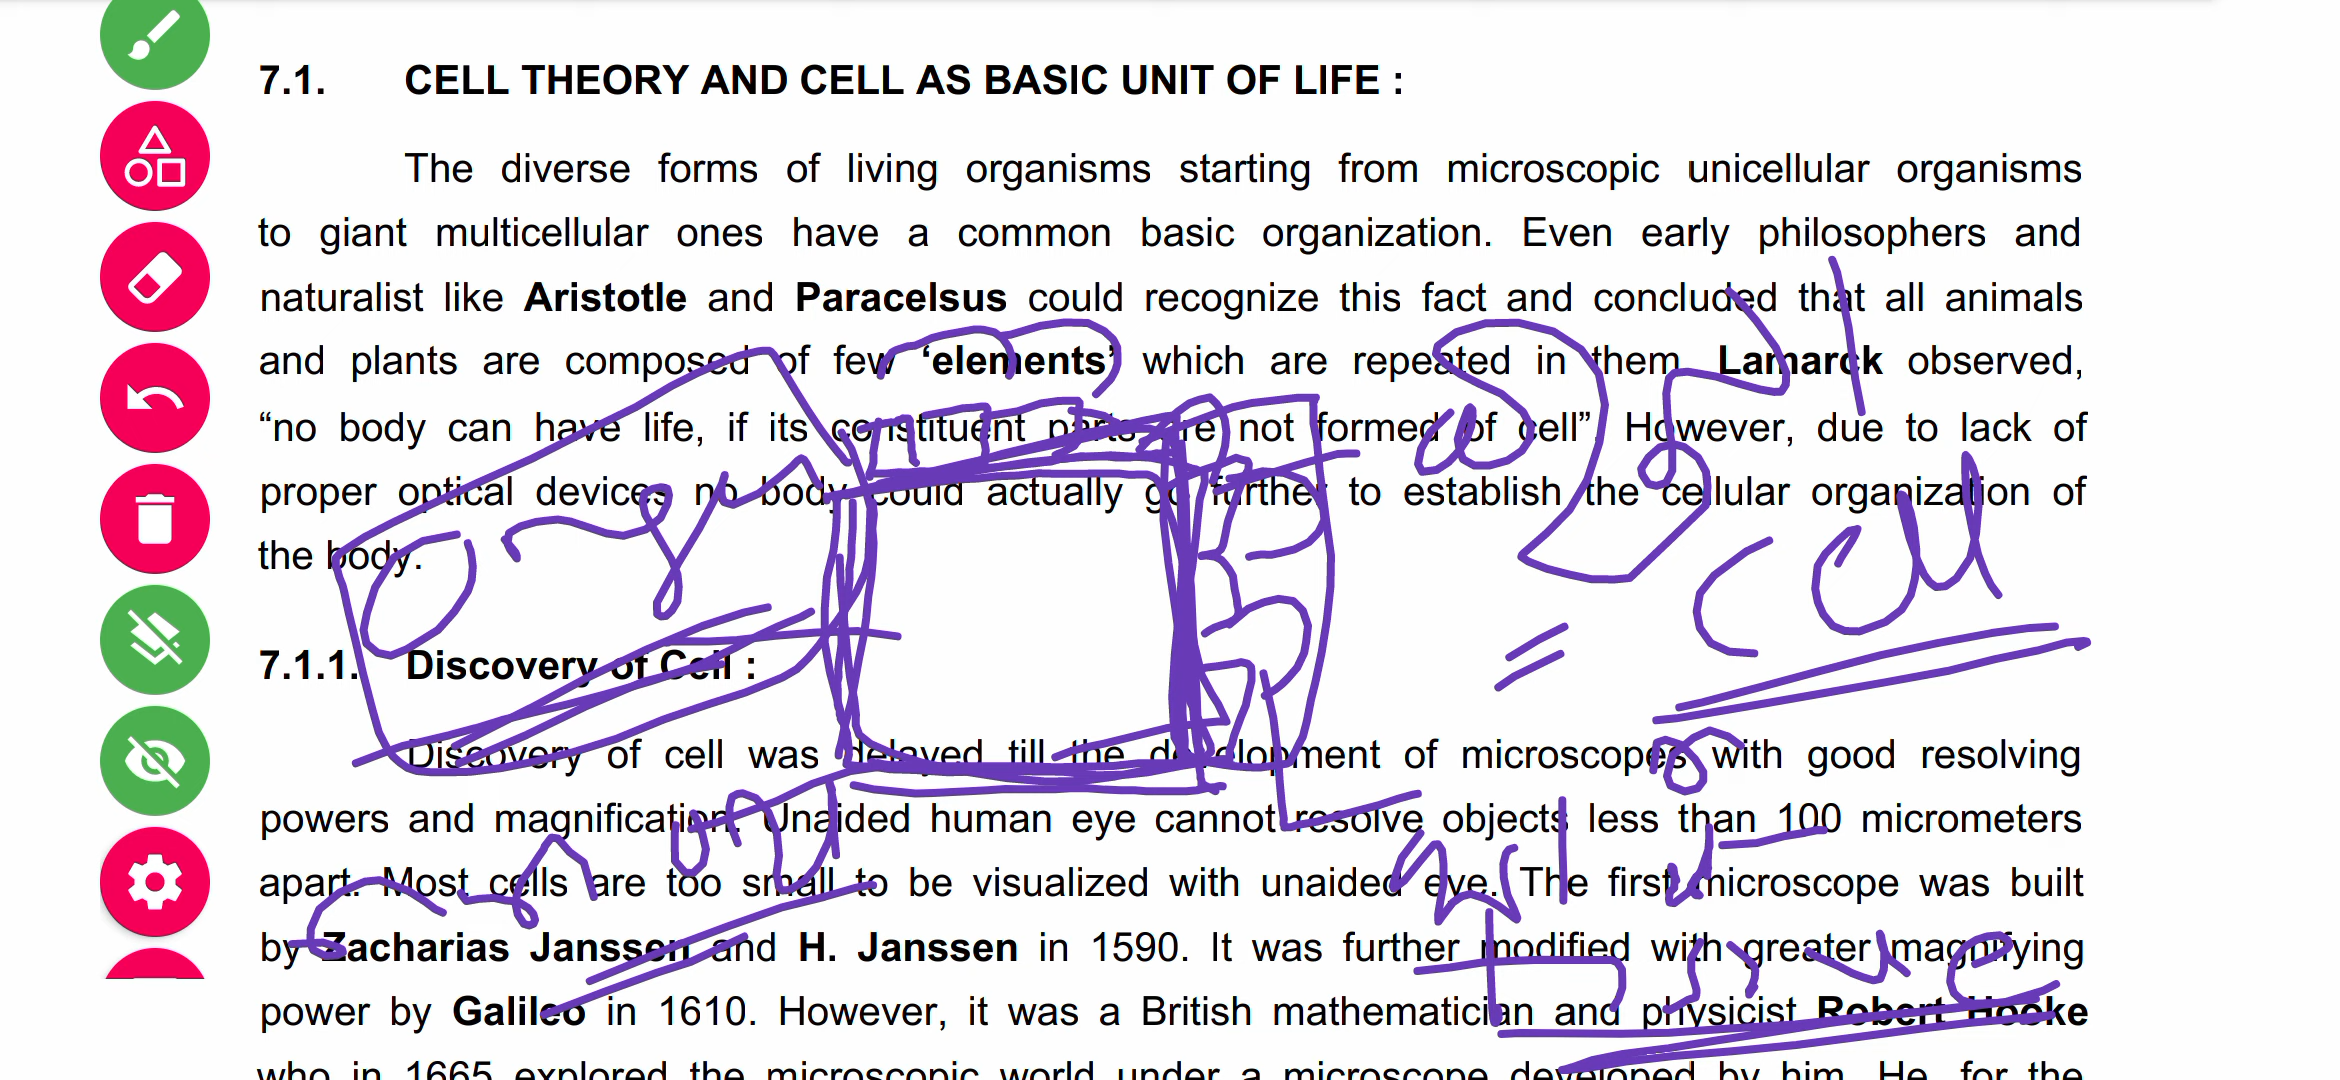 7.1. CELL THEORY AND CELL AS BASIC UNIT OF LIFE :
The diverse forms of living organisms starting from microscopic unicellular organisms
to giant multicellular ones have a common basic organization. Even early philosophers and
naturalist like Aristotle and Paracelsus could recognize this fact and concluded that all animals
and plants are composed of few ‘elements’ which are repeated in them. Lamarck observed,
“no body can have life, if its constituent parts are not formed of cell”. However, due to lack of
proper optical devices no body could actually go further to establish the cellular organization of
the body.
7.1.1. Discovery of Cell :
Discovery of cell was delayed till the development of microscopes with good resolving
powers and magnification. Unaided human eye cannot resolve objects less than 100 micrometers
apart. Most cells are too small to be visualized with unaided eye. The first microscope was built
by Zacharias Janssen and H. Janssen in 1590. It was further modified with greater magnifying
power by Galileo in 1610. However, it was a British mathematician and physicist Robert Hooke
who in 1665 explored the microscopic world under a microscope developed by him. He, for the
cell